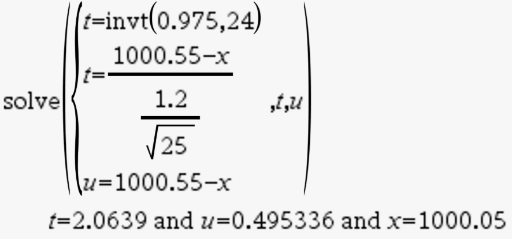 t=invt(0.975,24)
t=
1000.55−x
1.2
√25
solve( ,t,u)
u=1000.55−x
t=2.0639 and u=0.495336 and x=1000.05